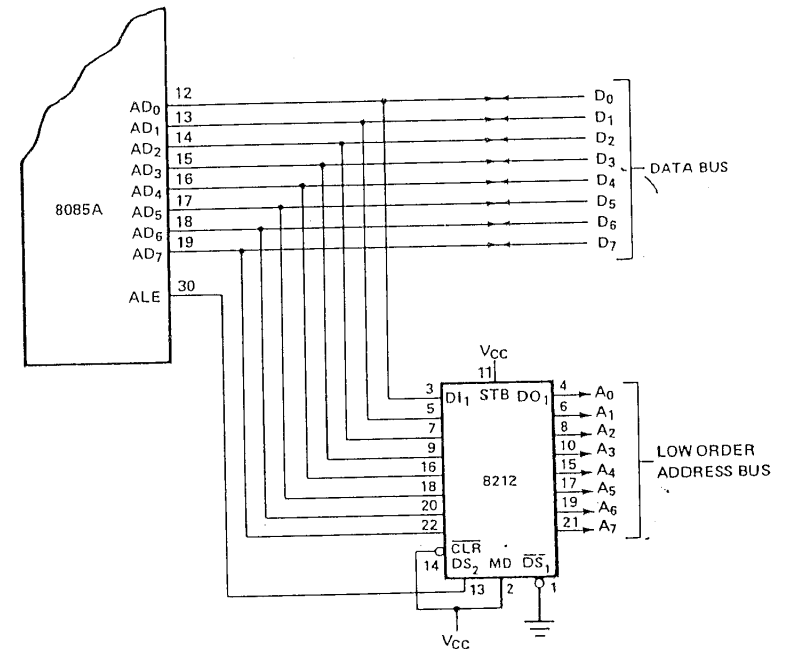 12
AD0
D0
13
AD1
D1
14
AD2
D2
15
AD3
D3
DATA BUS
16
AD4
D4
17
AD5
D5
8085A
18
AD6
D6
19
AD7
D7
30
ALE
VCC
11
3
DI1 STB DO1
4
A0
5
6
A1
7
8
A2
9
10
A3
LOW ORDER
ADDRESS BUS
16
15
A4
8212
18
17
A5
20
19
A6
22
21
A7
CLR
14
DS2 MD DS1
13
2
1
VCC